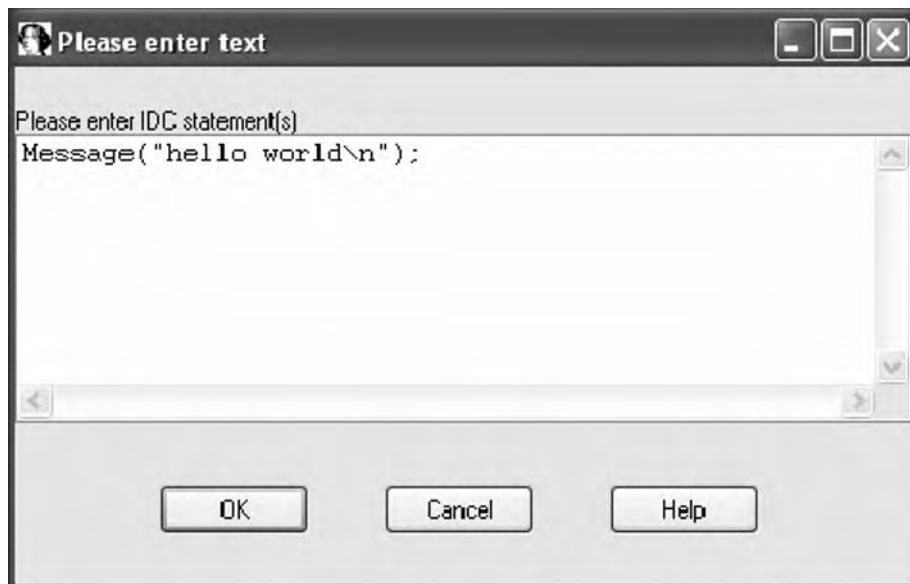 Please enter text
Please enter IDC statement(s)
Message("hello world\n");
OK
Cancel
Help